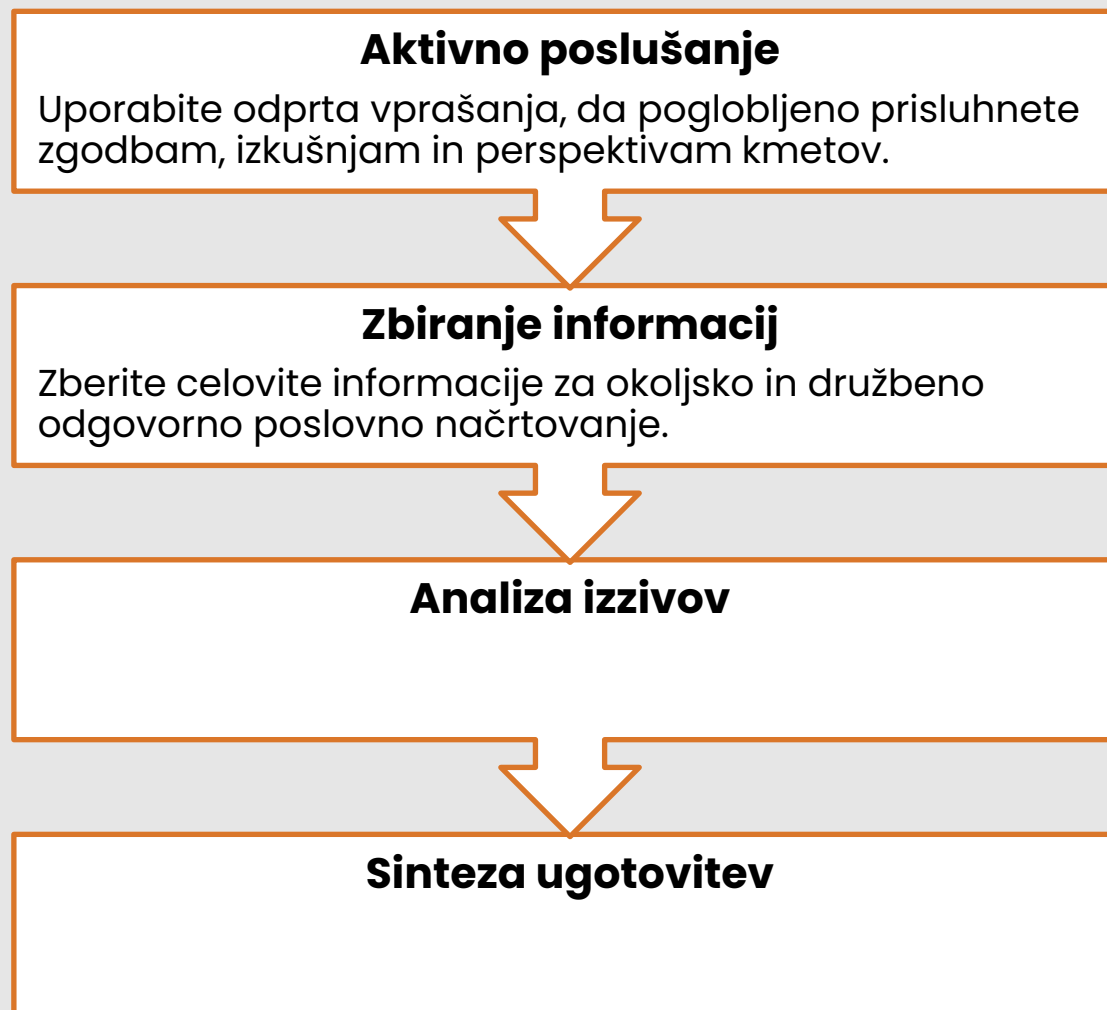 Aktivno poslušanje
Uporabite odprta vprašanja, da poglobljeno prisluhnete
zgodbam, izkušnjam in perspektivam kmetov.
Zbiranje informacij
Zberite celovite informacije za okoljsko in družbeno
odgovorno poslovno načrtovanje.
Analiza izzivov
Sinteza ugotovitev